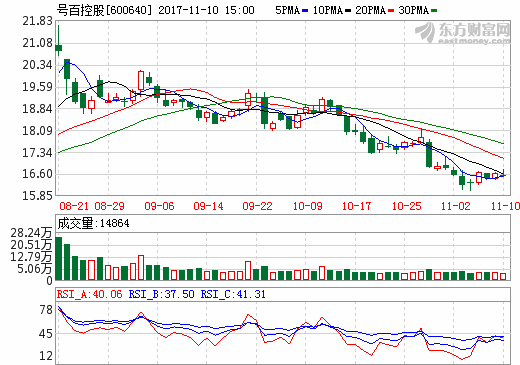 号百控股[600640] 2017-11-10 15:00 5PMA 10PMA 20PMA 30PMA
东方财富网
eastmoney.com
21.83
21.08
20.34
19.59
18.84
18.09
17.34
16.60
15.85
08-21 08-29 09-06 09-14 09-22 10-09 10-17 10-25 11-02 11-10
成交量:14864
28.24万
20.51万
12.79万
5.06万
0
RSI_A:40.06 RSI_B:37.50 RSI_C:41.31
78
45
12